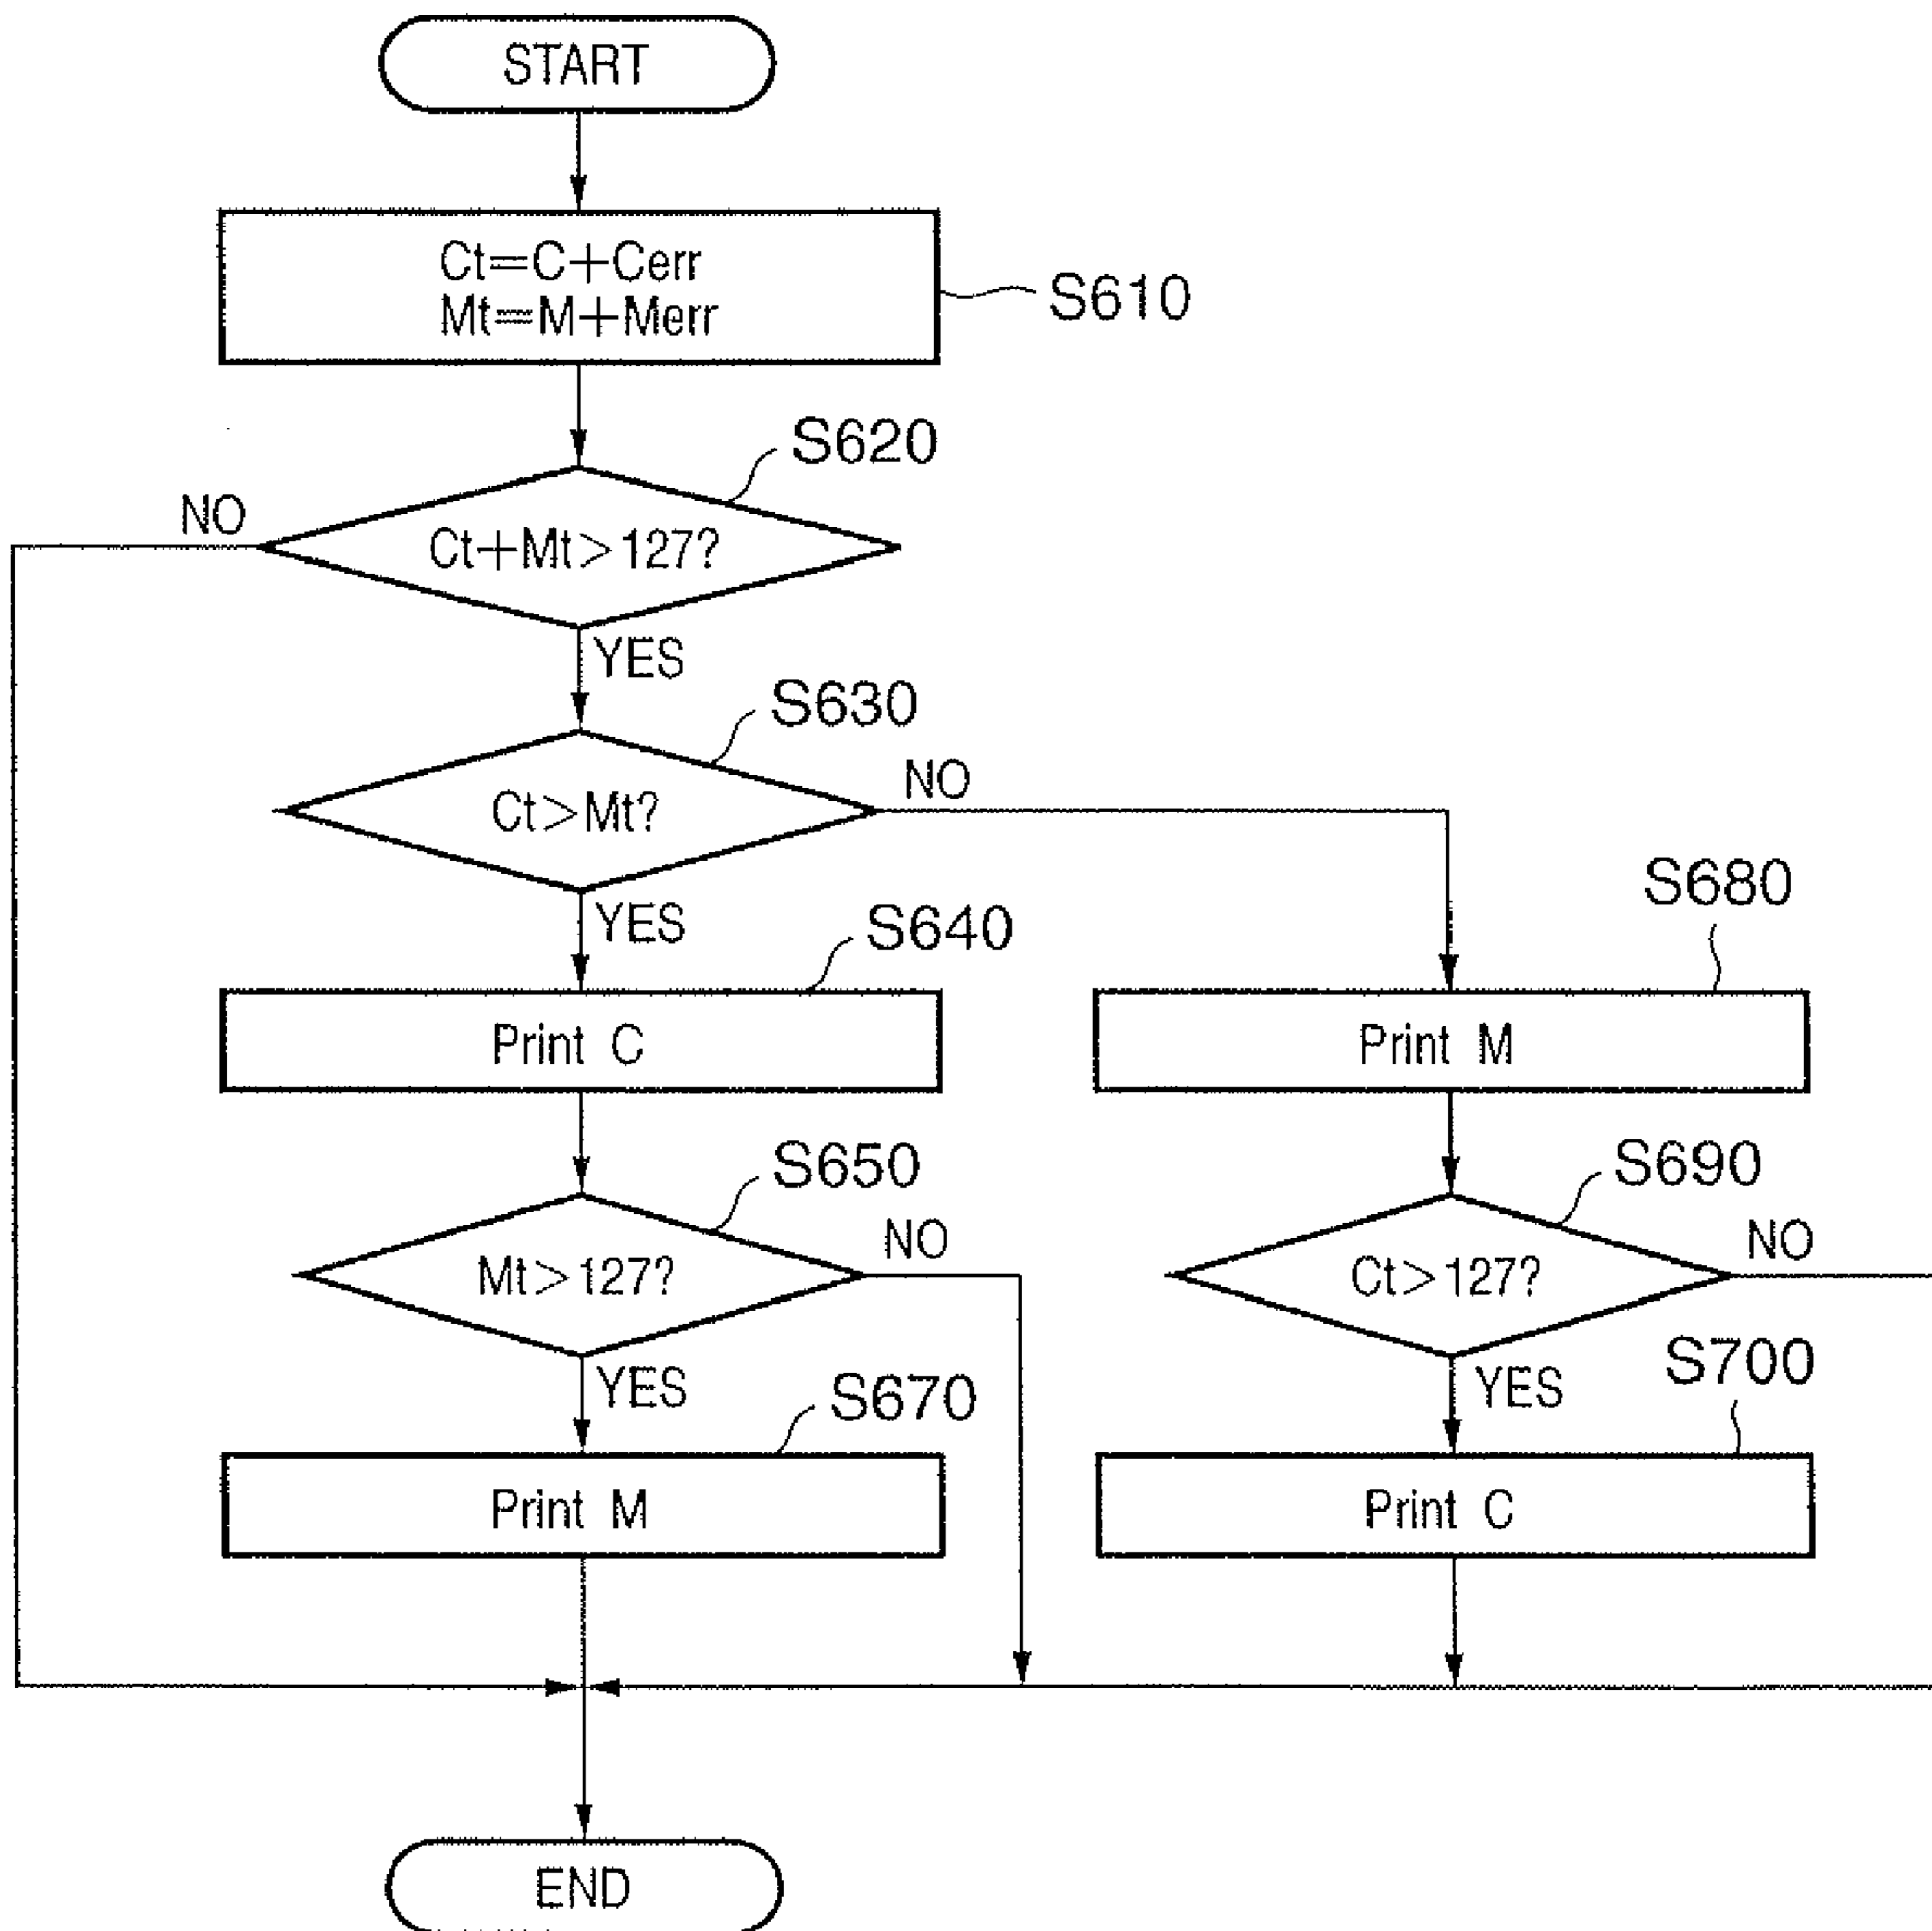 START
Ct=C+Cerr
Mt=M+Merr
S610
S620
NO
Ct+Mt>127?
YES
S630
Ct>Mt?
NO
YES
S640
S680
Print C
Print M
S650
S690
Mt>127?
NO
Ct>127?
NO
YES
S670
YES
S700
Print M
Print C
END